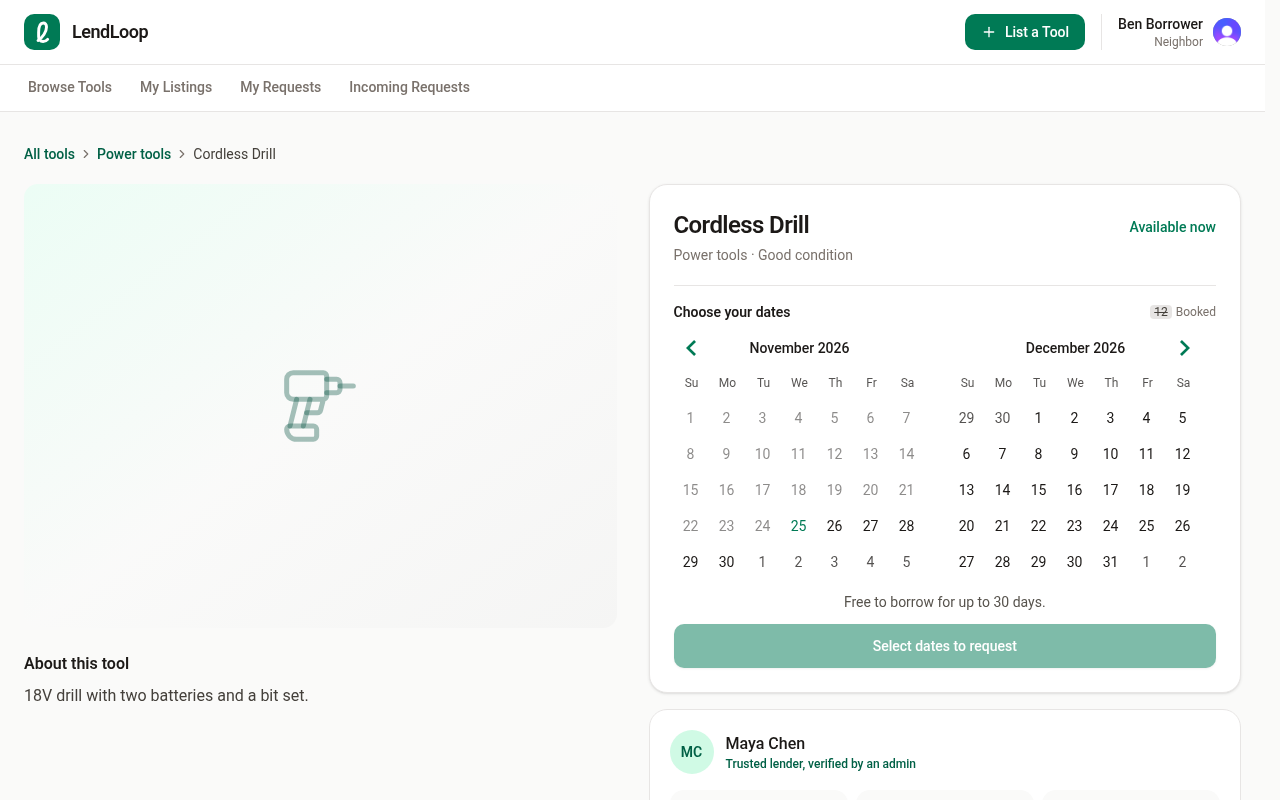 LendLoop
+ List a Tool
Ben Borrower
Neighbor
Browse Tools My Listings My Requests Incoming Requests
All tools > Power tools > Cordless Drill
Cordless Drill
Available now
Power tools · Good condition
Choose your dates
12 Booked
November 2026
Su Mo Tu We Th Fr Sa
1 2 3 4 5 6 7
8 9 10 11 12 13 14
15 16 17 18 19 20 21
22 23 24 25 26 27 28
29 30 1 2 3 4 5
December 2026
Su Mo Tu We Th Fr Sa
29 30 1 2 3 4 5
6 7 8 9 10 11 12
13 14 15 16 17 18 19
20 21 22 23 24 25 26
27 28 29 30 31 1 2
Free to borrow for up to 30 days.
Select dates to request
About this tool
18V drill with two batteries and a bit set.
MC
Maya Chen
Trusted lender, verified by an admin